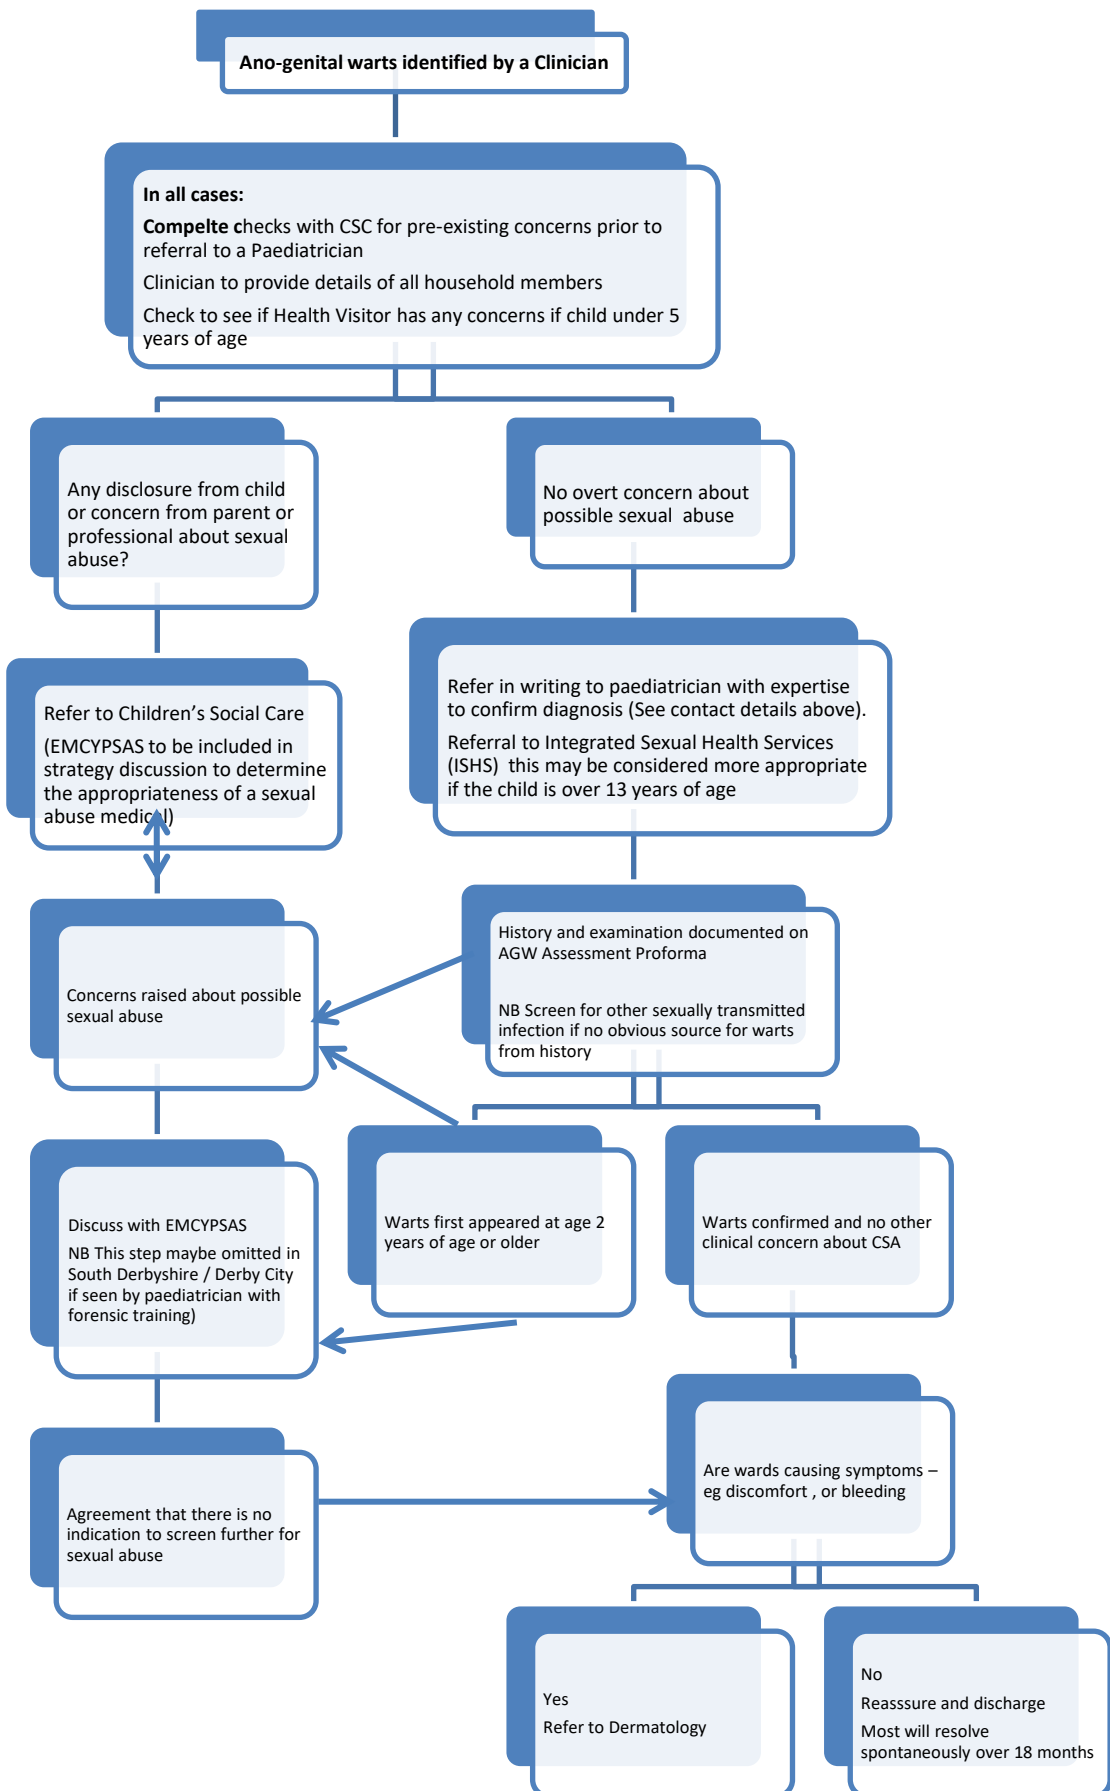 Ano-genital warts identified by a Clinician
In all cases:
Compelte checks with CSC for pre-existing concerns prior to
referral to a Paediatrician
Clinician to provide details of all household members
Check to see if Health Visitor has any concerns if child under 5
years of age
Any disclosure from child
or concern from parent or
professional about sexual
abuse?
No overt concern about
possible sexual abuse
Refer to Children's Social Care
(EMCYPSAS to be included in
strategy discussion to determine
the appropriateness of a sexual
abuse medical)
Refer in writing to paediatrician with expertise
to confirm diagnosis (See contact details above).
Referral to Integrated Sexual Health Services
(ISHS) this may be considered more appropriate
if the child is over 13 years of age
Concerns raised about possible
sexual abuse
History and examination documented on
AGW Assessment Proforma
NB Screen for other sexually transmitted
infection if no obvious source for warts
from history
Discuss with EMCYPSAS
NB This step maybe omitted in
South Derbyshire / Derby City
if seen by paediatrician with
forensic training)
Warts first appeared at age 2
years of age or older
Warts confirmed and no other
clinical concern about CSA
Agreement that there is no
indication to screen further for
sexual abuse
Are wards causing symptoms –
eg discomfort , or bleeding
Yes
Refer to Dermatology
No
Reasssure and discharge
Most will resolve
spontaneously over 18 months